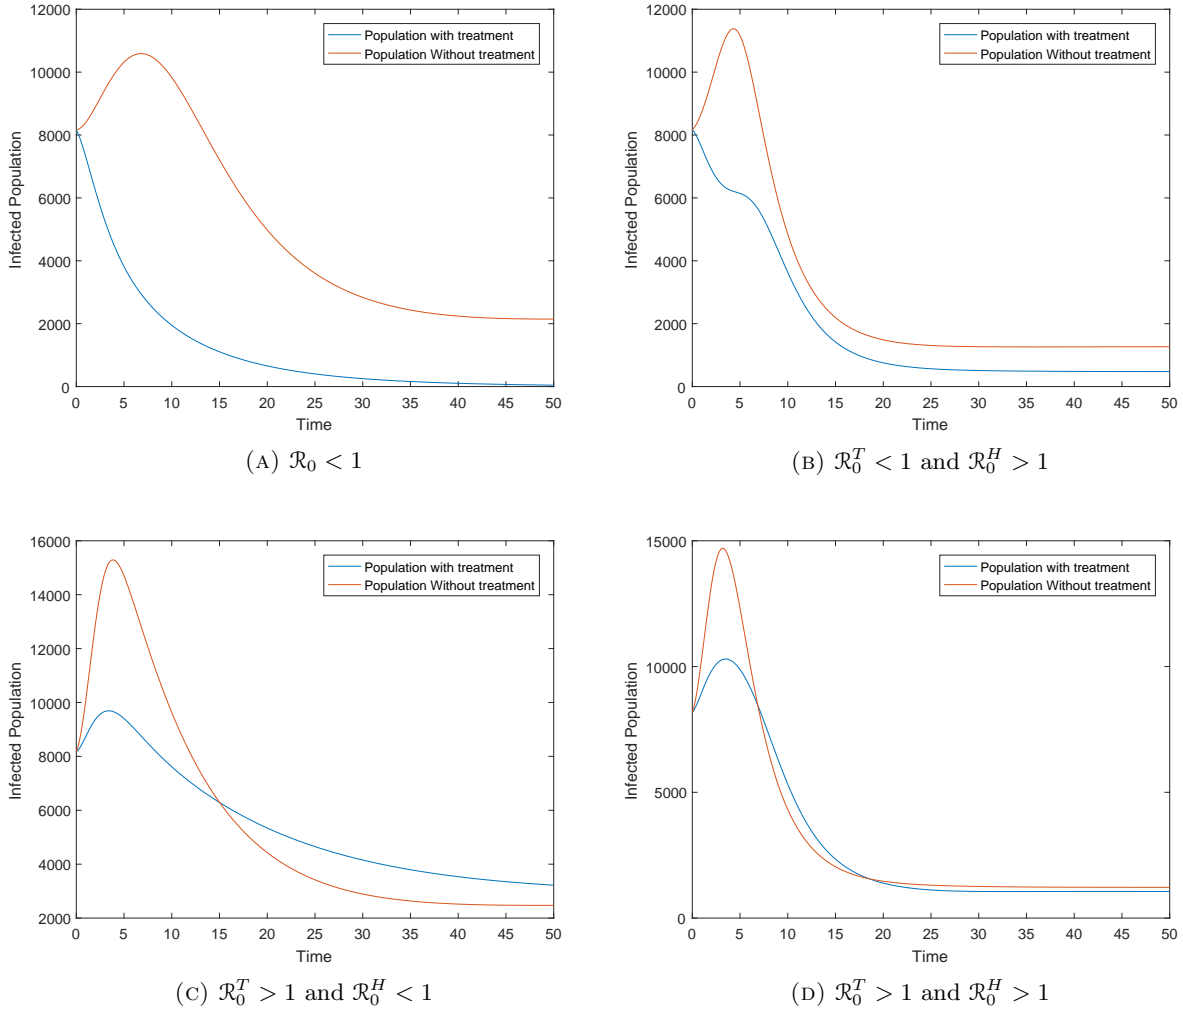 12000
10000
8000
6000
4000
2000
0
Infected Population
Population with treatment
Population Without treatment
0 5 10 15 20 25 30 35 40 45 50
Time
(A) ℛ₀ < 1
12000
10000
8000
6000
4000
2000
0
Infected Population
Population with treatment
Population Without treatment
0 5 10 15 20 25 30 35 40 45 50
Time
(B) ℛ₀ᵀ < 1 and ℛ₀ᴴ > 1
16000
14000
12000
10000
8000
6000
4000
2000
Infected Population
Population with treatment
Population Without treatment
0 5 10 15 20 25 30 35 40 45 50
Time
(C) ℛ₀ᵀ > 1 and ℛ₀ᴴ < 1
15000
10000
5000
0
Infected Population
Population with treatment
Population Without treatment
0 5 10 15 20 25 30 35 40 45 50
Time
(D) ℛ₀ᵀ > 1 and ℛ₀ᴴ > 1